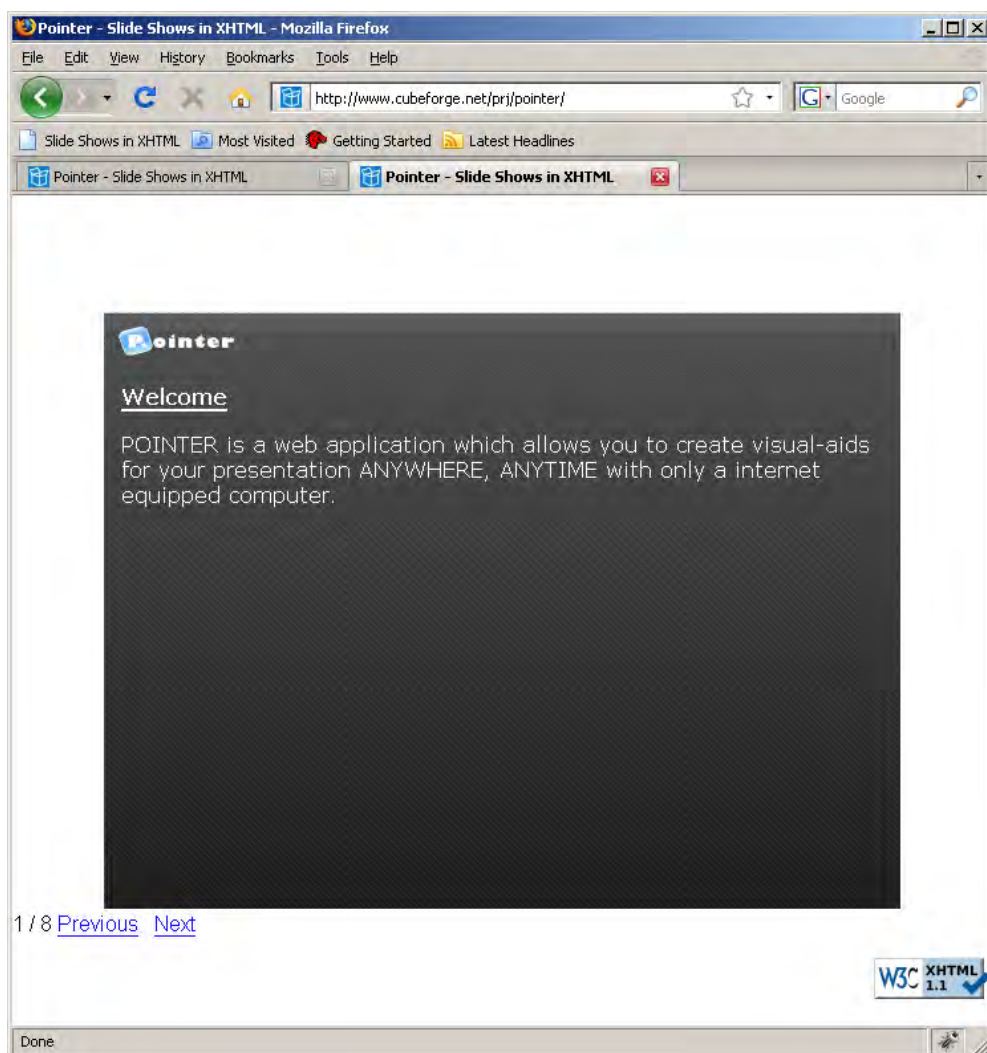 Pointer - Slide Shows in XHTML - Mozilla Firefox
File Edit View History Bookmarks Tools Help
http://www.cubeforge.net/prj/pointer/ G Google
Slide Shows in XHTML Most Visited Getting Started Latest Headlines
Pointer - Slide Shows in XHTML Pointer - Slide Shows in XHTML
Pointer
Welcome
POINTER is a web application which allows you to create visual-aids
for your presentation ANYWHERE, ANYTIME with only a internet
equipped computer.
1 / 8 Previous Next
W3C XHTML
1.1
Done